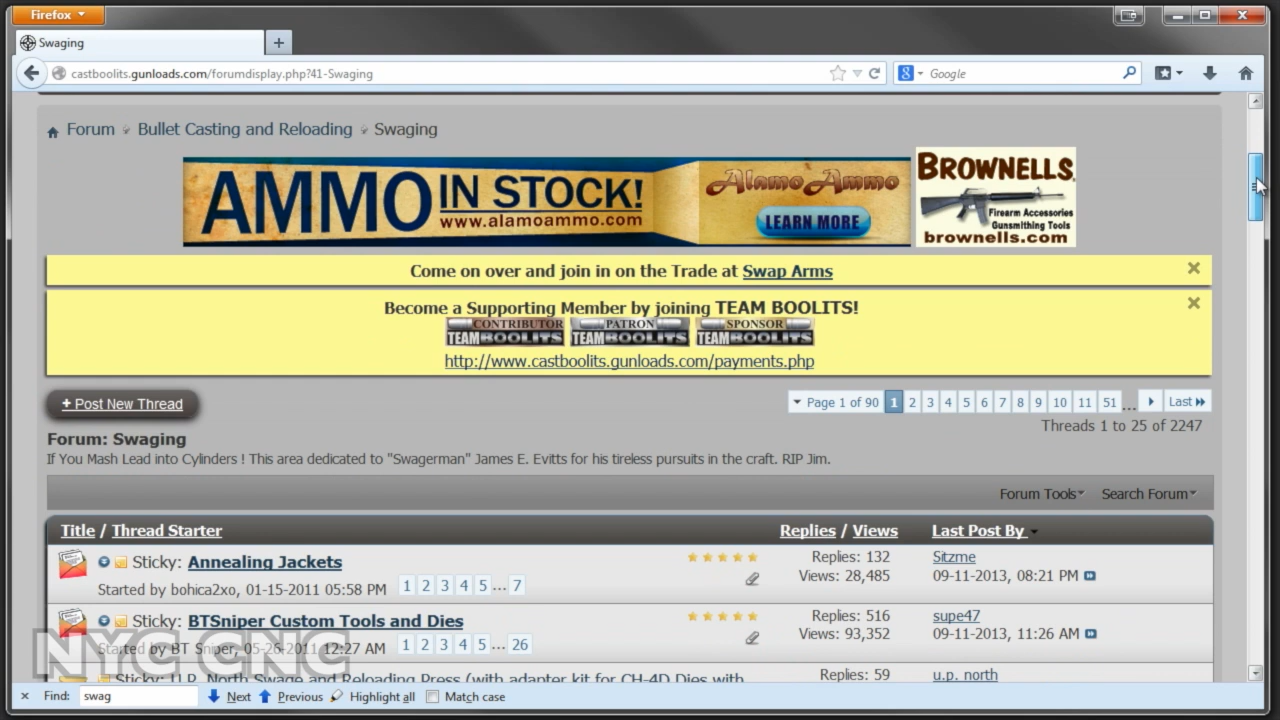 Firefox
Swaging
castboolits.gunloads.com/forumdisplay.php?41-Swaging
Google
Forum Bullet Casting and Reloading Swaging
AMMO IN STOCK!
www.alamoammo.com
Alamo Ammo
LEARN MORE
BROWNELLS
Firearm Accessories
Gunsmithing Tools
brownells.com
Come on over and join in on the Trade at Swap Arms
Become a Supporting Member by joining TEAM BOOLITS!
CONTRIBUTOR PATRON SPONSOR
TEAM BOOLITS TEAM BOOLITS TEAM BOOLITS
http://www.castboolits.gunloads.com/payments.php
+ Post New Thread
Page 1 of 90 1 2 3 4 5 6 7 8 9 10 11 51 ... Last
Threads 1 to 25 of 2247
Forum: Swaging
If You Mash Lead into Cylinders ! This area dedicated to "Swagerman" James E. Evitts for his tireless pursuits in the craft. RIP Jim.
Forum Tools Search Forum
Title / Thread Starter Replies / Views Last Post By
Sticky: Annealing Jackets
Started by bohica2xo, 01-15-2011 05:58 PM 1 2 3 4 5 ... 7
Replies: 132
Views: 28,485
Sitzme
09-11-2013, 08:21 PM
Sticky: BTSniper Custom Tools and Dies
Started by BT Sniper, 05-26-2011 12:27 AM 1 2 3 4 5 ... 26
Replies: 516
Views: 93,352
supe47
09-11-2013, 11:26 AM
Sticky: U.P. North Swage and Reloading Press (with adapter kit for CH-4D Dies with
Replies: 59
u.p. north
NYC CNC
Find: swag Next Previous Highlight all Match case